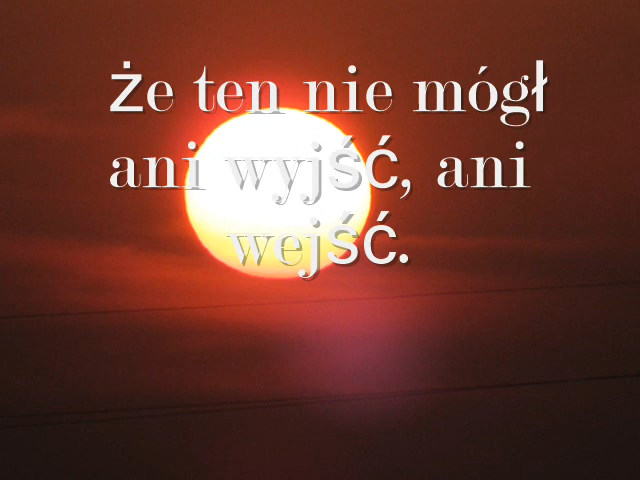 że ten nie mógł
ani wyjść, ani
wejść.